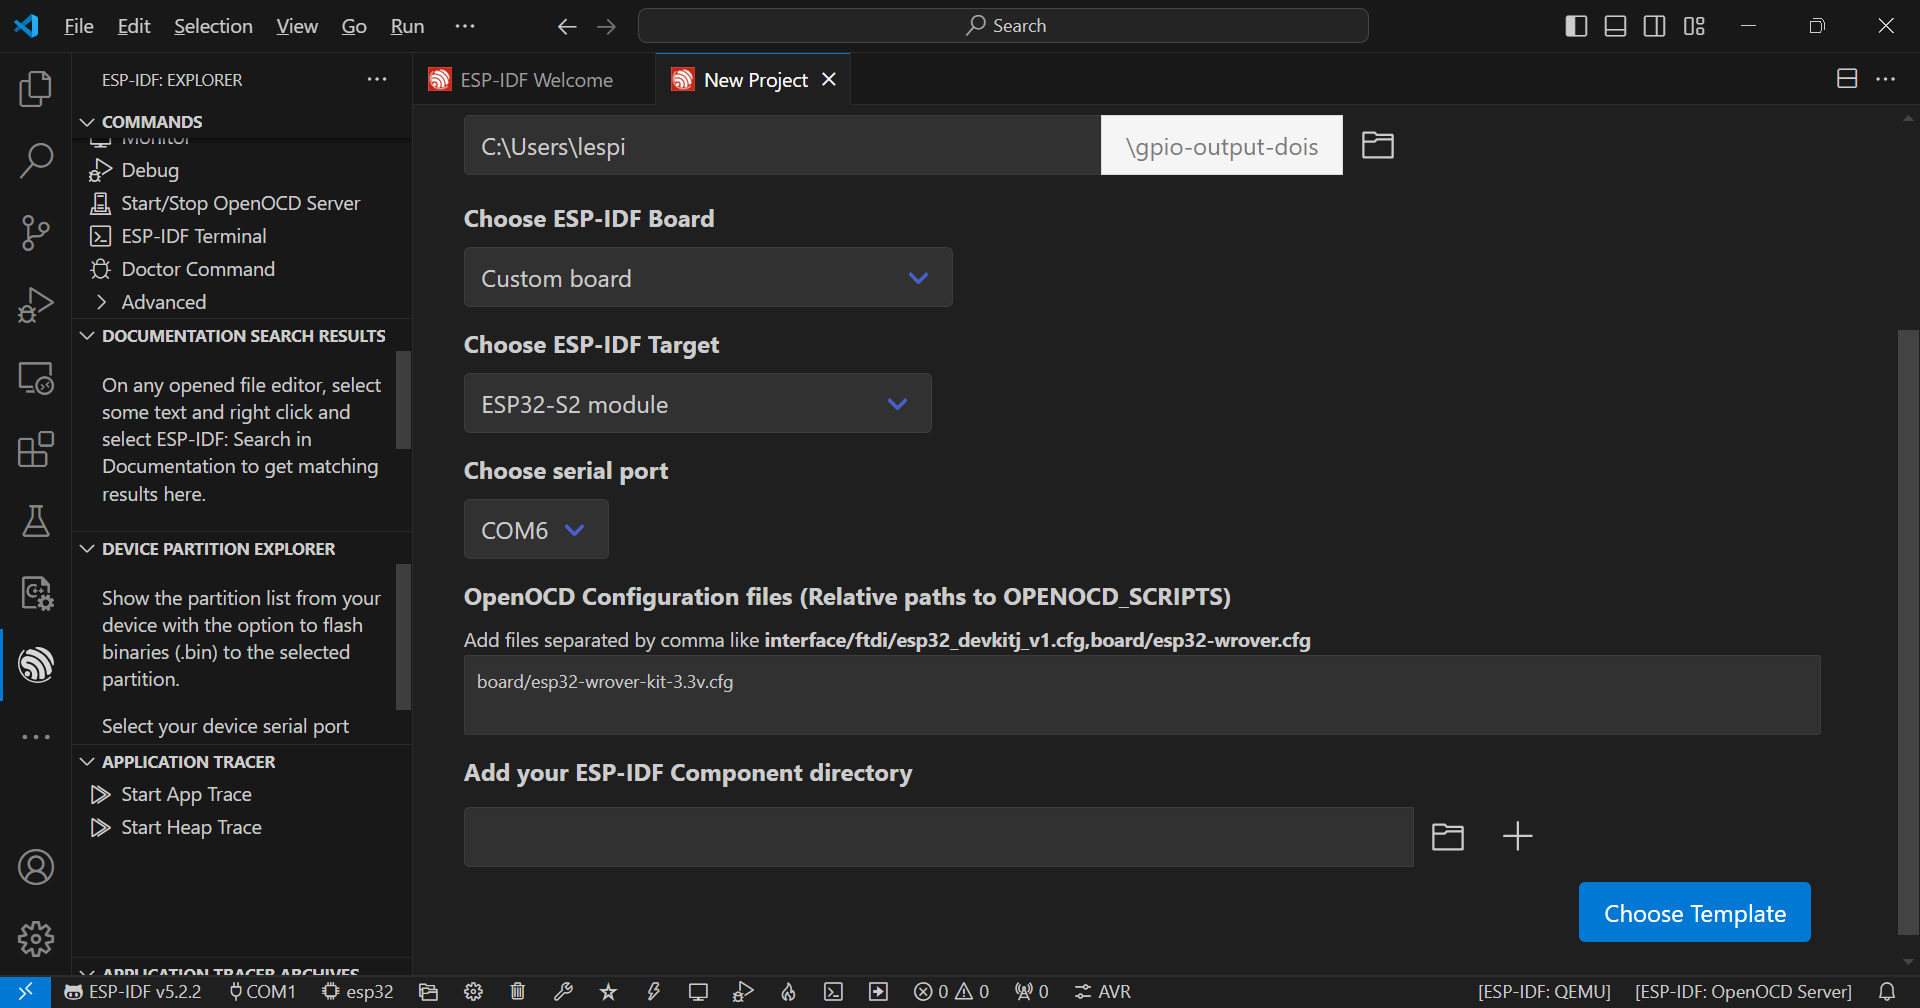 File Edit Selection View Go Run ···
Search
ESP-IDF: EXPLORER ···
COMMANDS
Monitor
Debug
Start/Stop OpenOCD Server
ESP-IDF Terminal
Doctor Command
Advanced
DOCUMENTATION SEARCH RESULTS
On any opened file editor, select
some text and right click and
select ESP-IDF: Search in
Documentation to get matching
results here.
DEVICE PARTITION EXPLORER
Show the partition list from your
device with the option to flash
binaries (.bin) to the selected
partition.
Select your device serial port
APPLICATION TRACER
Start App Trace
Start Heap Trace
APPLICATION TRACER ARCHIVES
ESP-IDF Welcome
New Project
C:\Users\lespi
\gpio-output-dois
Choose ESP-IDF Board
Custom board
Choose ESP-IDF Target
ESP32-S2 module
Choose serial port
COM6
OpenOCD Configuration files (Relative paths to OPENOCD_SCRIPTS)
Add files separated by comma like interface/ftdi/esp32_devkitj_v1.cfg,board/esp32-wrover.cfg
board/esp32-wrover-kit-3.3v.cfg
Add your ESP-IDF Component directory
Choose Template
ESP-IDF v5.2.2 COM1 esp32 0 0 0 AVR [ESP-IDF: QEMU] [ESP-IDF: OpenOCD Server]